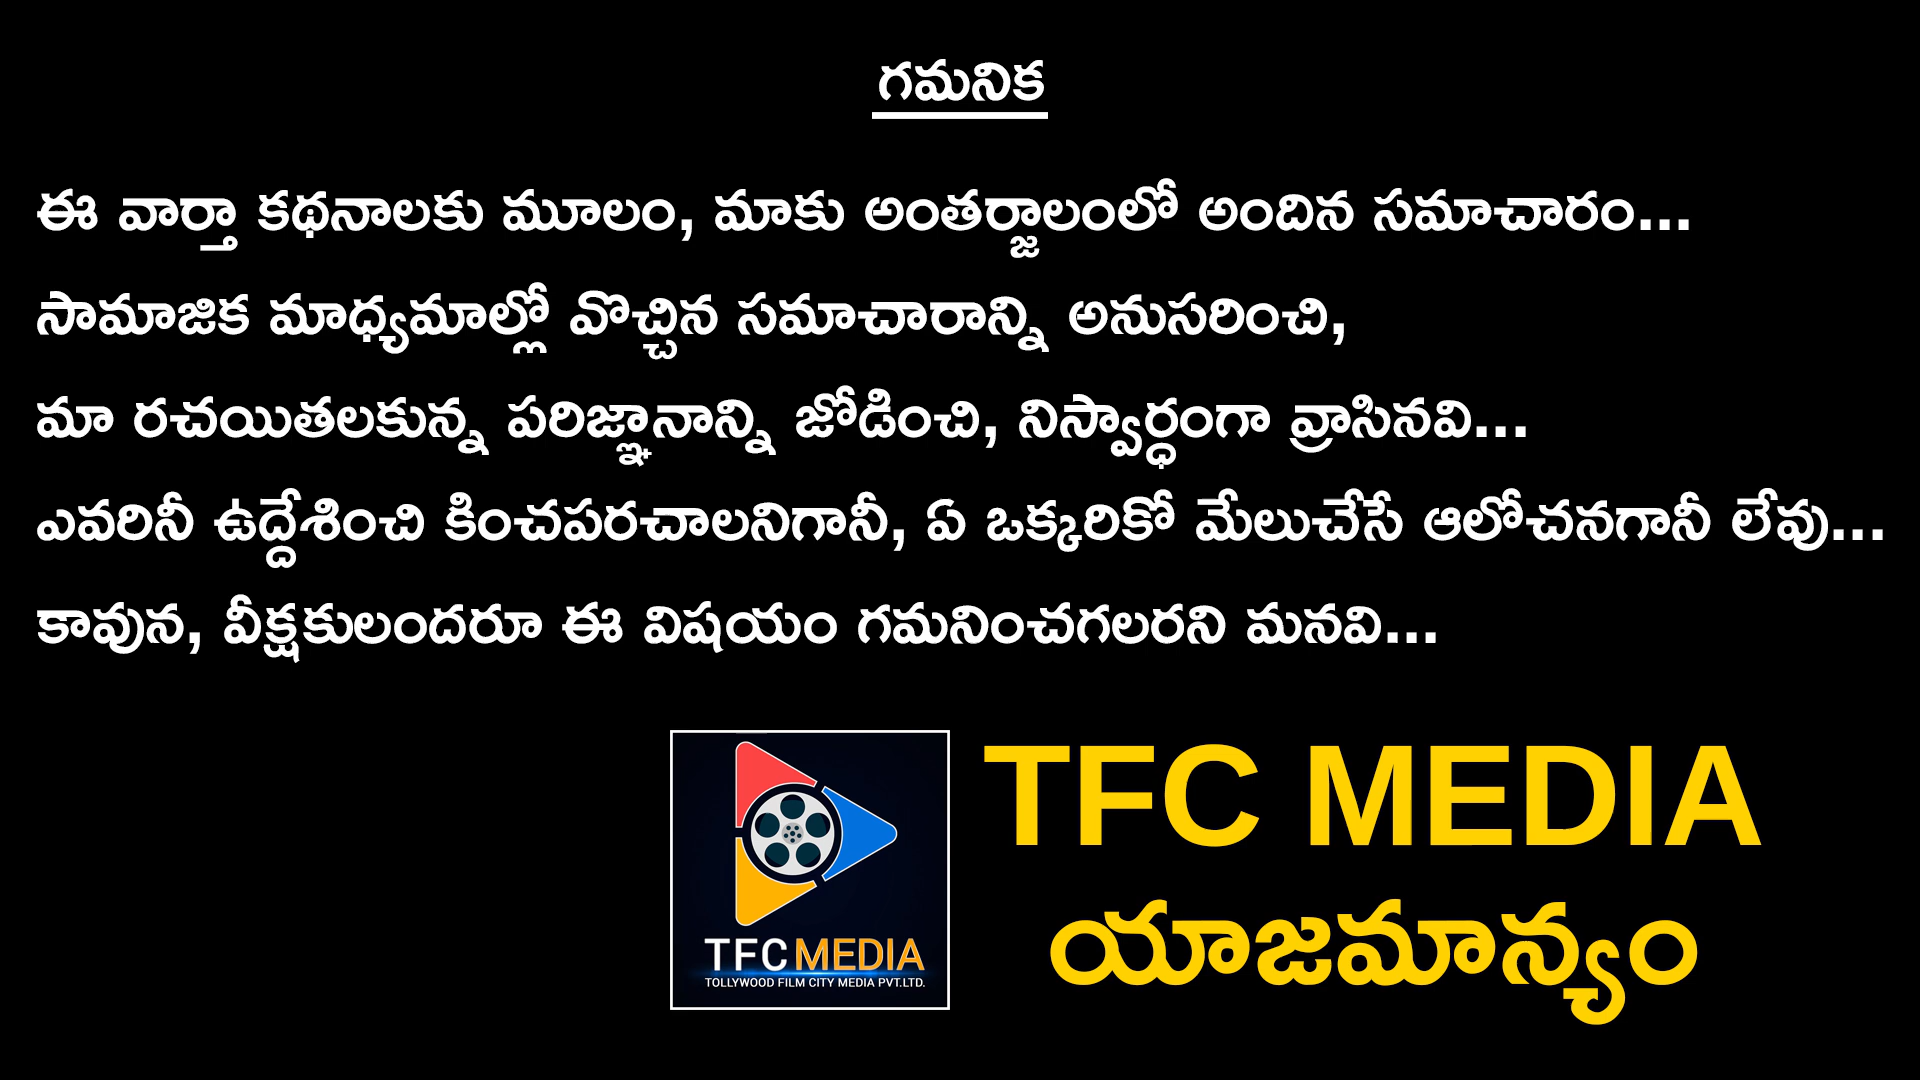 గమనిక
ఈ వార్తా కథనాలకు మూలం, మాకు అంతర్జాలంలో అందిన సమాచారం...
సామాజిక మాధ్యమాల్లో వొచ్చిన సమాచారాన్ని అనుసరించి,
మా రచయితలకున్న పరిజ్ఞానాన్ని జోడించి, నిస్వార్ధంగా వ్రాసినవి...
ఎవరినీ ఉద్దేశించి కించపరచాలనిగానీ, ఏ ఒక్కరికో మేలుచేసే ఆలోచనగానీ లేవు...
కావున, వీక్షకులందరూ ఈ విషయం గమనించగలరని మనవి...
TFC MEDIA
యాజమాన్యం
TFC MEDIA
TOLLYWOOD FILM CITY MEDIA PVT.LTD.